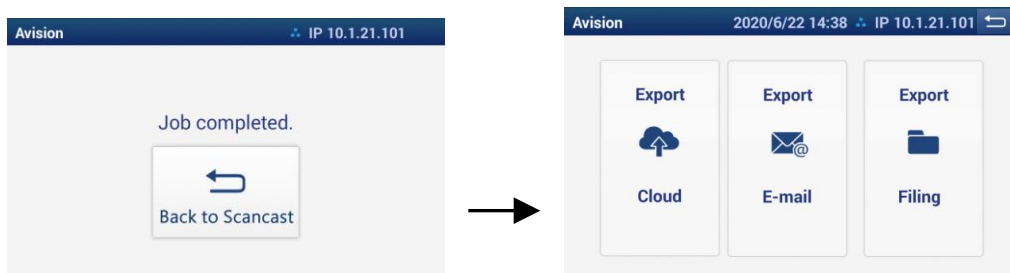 Avision IP 10.1.21.101
Job completed.
Back to Scancast
Avision 2020/6/22 14:38 IP 10.1.21.101
Export
Cloud
Export
@
E-mail
Export
Filing